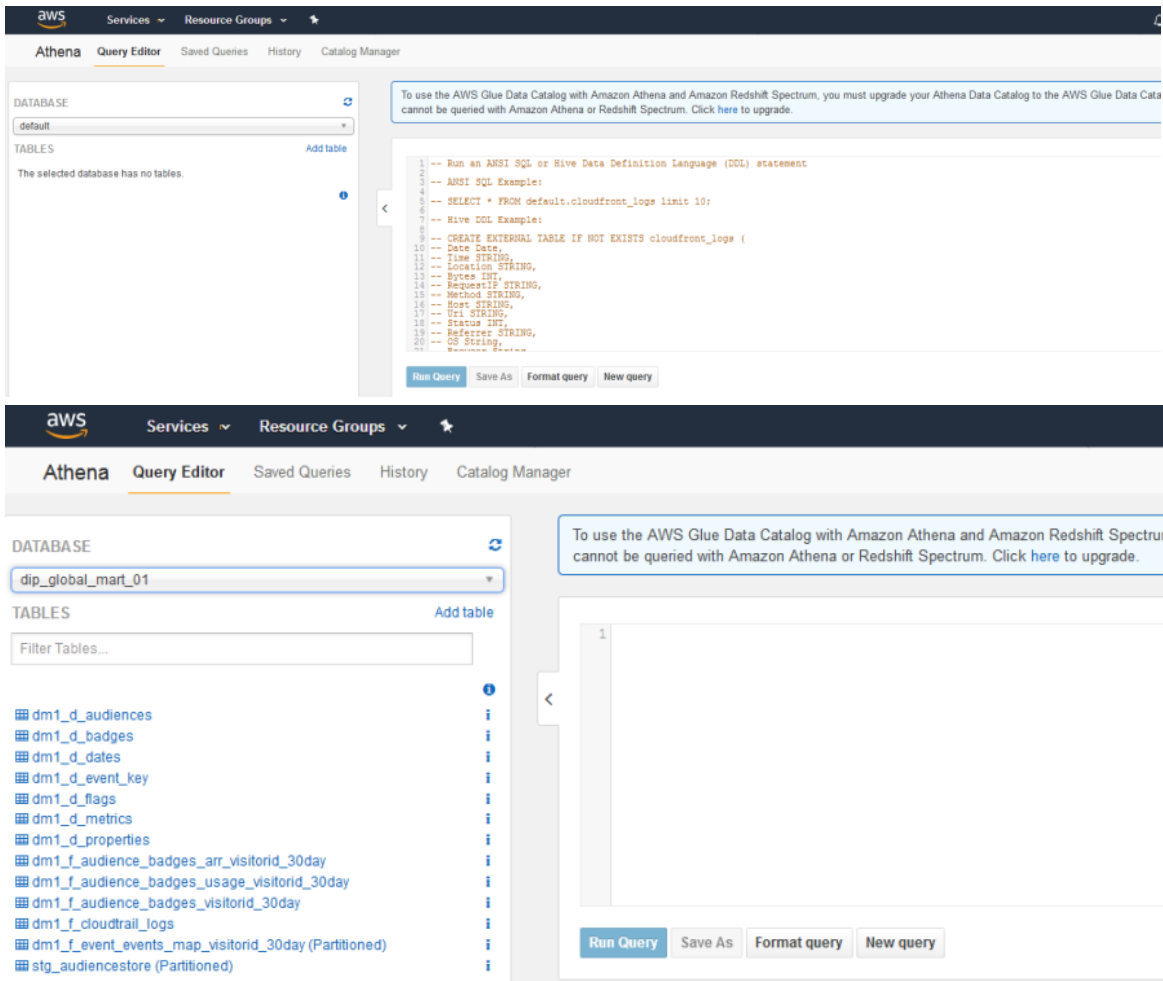 aws Services Resource Groups
Athena Query Editor Saved Queries History Catalog Manager
DATABASE
default
TABLES Add table
The selected database has no tables.
To use the AWS Glue Data Catalog with Amazon Athena and Amazon Redshift Spectrum, you must upgrade your Athena Data Catalog to the AWS Glue Data Cata
cannot be queried with Amazon Athena or Redshift Spectrum. Click here to upgrade.
1 -- Run an ANSI SQL or Hive Data Definition Language (DDL) statement
2
3 -- ANSI SQL Example:
4
5 -- SELECT * FROM default.cloudfront_logs limit 10;
6
7 -- Hive DDL Example:
8
9 -- CREATE EXTERNAL TABLE IF NOT EXISTS cloudfront_logs (
10 -- Date Date,
11 -- Time STRING,
12 -- Location STRING,
13 -- Bytes INT,
14 -- RequestIP STRING,
15 -- Method STRING,
16 -- Host STRING,
17 -- Uri STRING,
18 -- Status INT,
19 -- Referrer STRING,
20 -- OS String,
Run Query Save As Format query New query
aws Services Resource Groups
Athena Query Editor Saved Queries History Catalog Manager
DATABASE
dip_global_mart_01
TABLES Add table
Filter Tables...
dm1_d_audiences
dm1_d_badges
dm1_d_dates
dm1_d_event_key
dm1_d_flags
dm1_d_metrics
dm1_d_properties
dm1_f_audience_badges_arr_visitorid_30day
dm1_f_audience_badges_usage_visitorid_30day
dm1_f_audience_badges_visitorid_30day
dm1_f_cloudtrail_logs
dm1_f_event_events_map_visitorid_30day (Partitioned)
stg_audiencestore (Partitioned)
To use the AWS Glue Data Catalog with Amazon Athena and Amazon Redshift Spectru
cannot be queried with Amazon Athena or Redshift Spectrum. Click here to upgrade.
1
Run Query Save As Format query New query